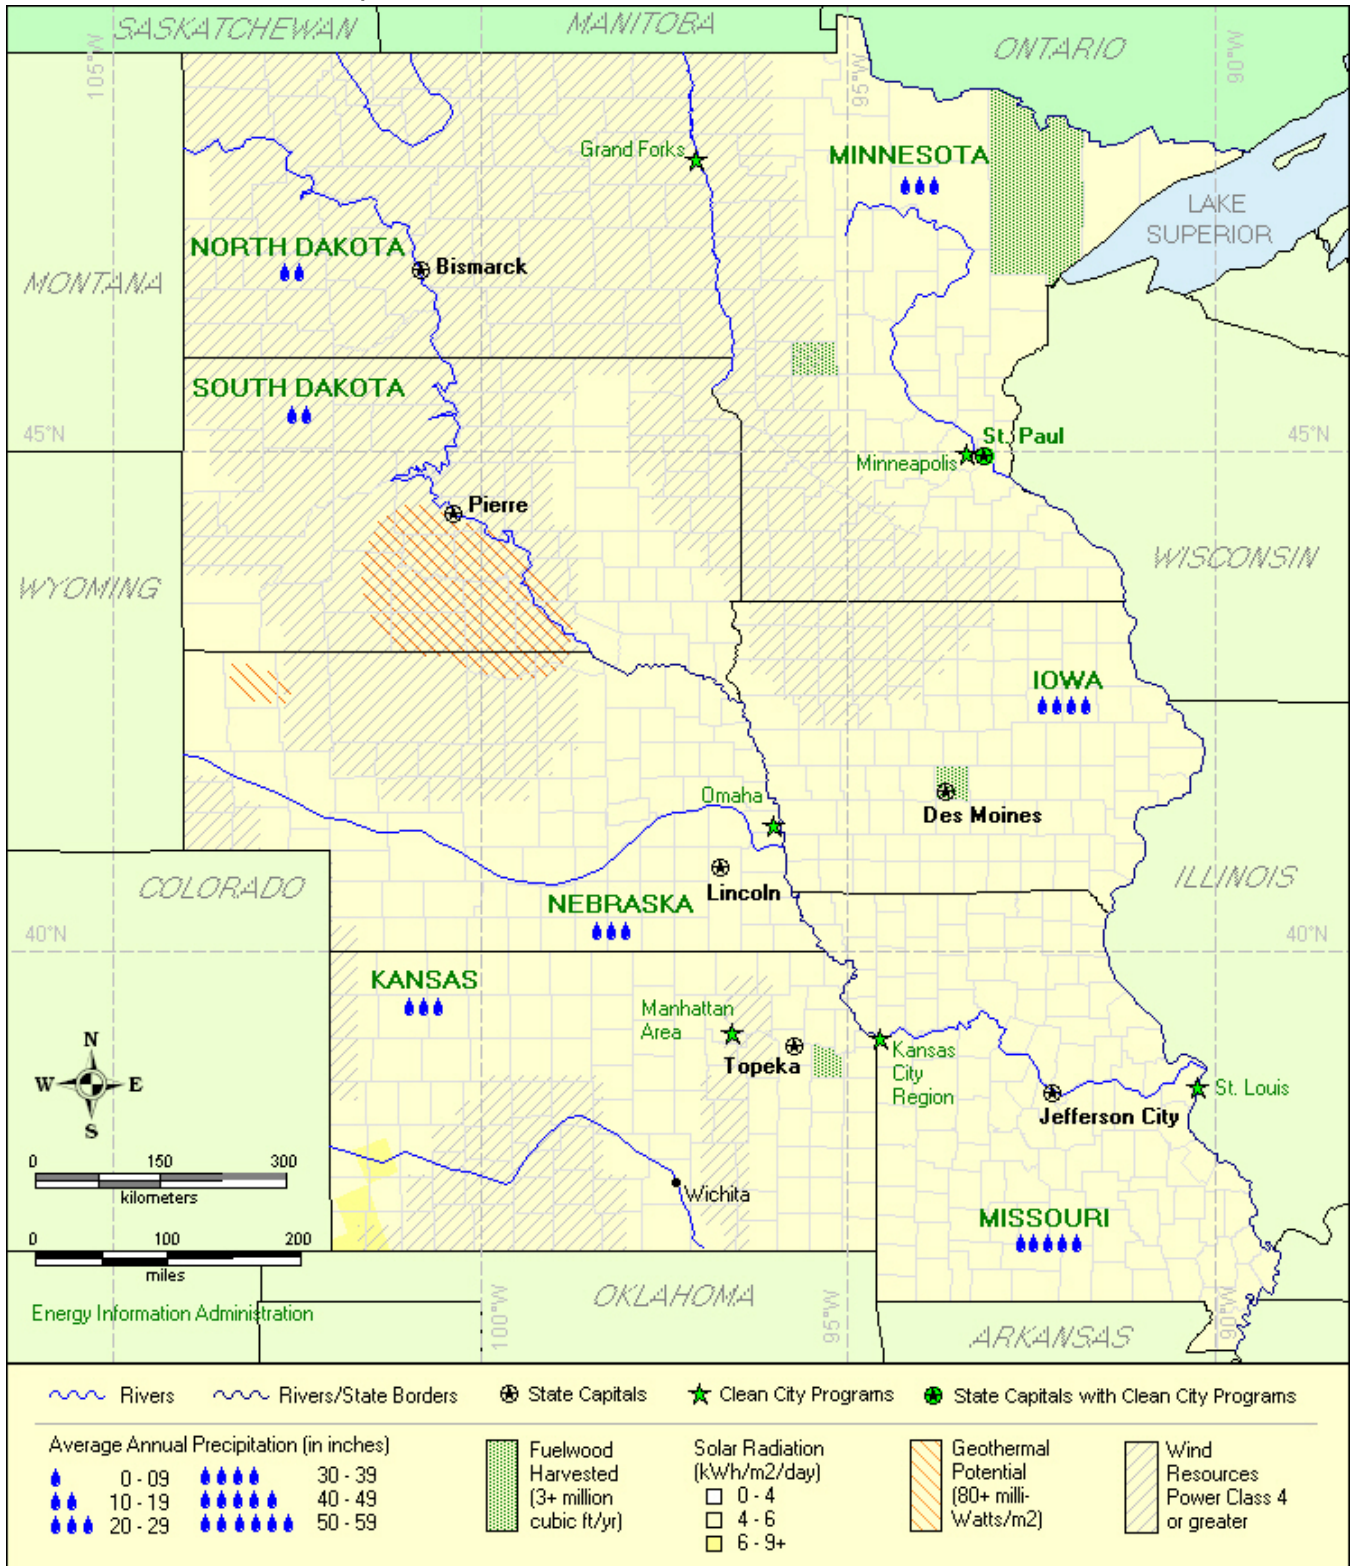 SASKATCHEWAN
MANITOBA
ONTARIO
105°W
95°W
90°W
Grand Forks
MINNESOTA
LAKE
SUPERIOR
NORTH DAKOTA
Bismarck
MONTANA
SOUTH DAKOTA
45°N
St. Paul
45°N
Minneapolis
Pierre
WYOMING
WISCONSIN
IOWA
Omaha
Des Moines
COLORADO
Lincoln
ILLINOIS
NEBRASKA
40°N
40°N
KANSAS
Manhattan
Area
Topeka
Kansas
City
Region
St. Louis
Jefferson City
N
W
E
S
0 150 300
kilometers
Wichita
MISSOURI
0 100 200
miles
OKLAHOMA
Energy Information Administration
100°W
95°W
90°W
ARKANSAS
Rivers
Rivers/State Borders
State Capitals
Clean City Programs
State Capitals with Clean City Programs
Average Annual Precipitation (in inches)
0 - 09
10 - 19
20 - 29
30 - 39
40 - 49
50 - 59
Fuelwood
Harvested
(3+ million
cubic ft/yr)
Solar Radiation
(kWh/m2/day)
0 - 4
4 - 6
6 - 9+
Geothermal
Potential
(80+ milli-
Watts/m2)
Wind
Resources
Power Class 4
or greater